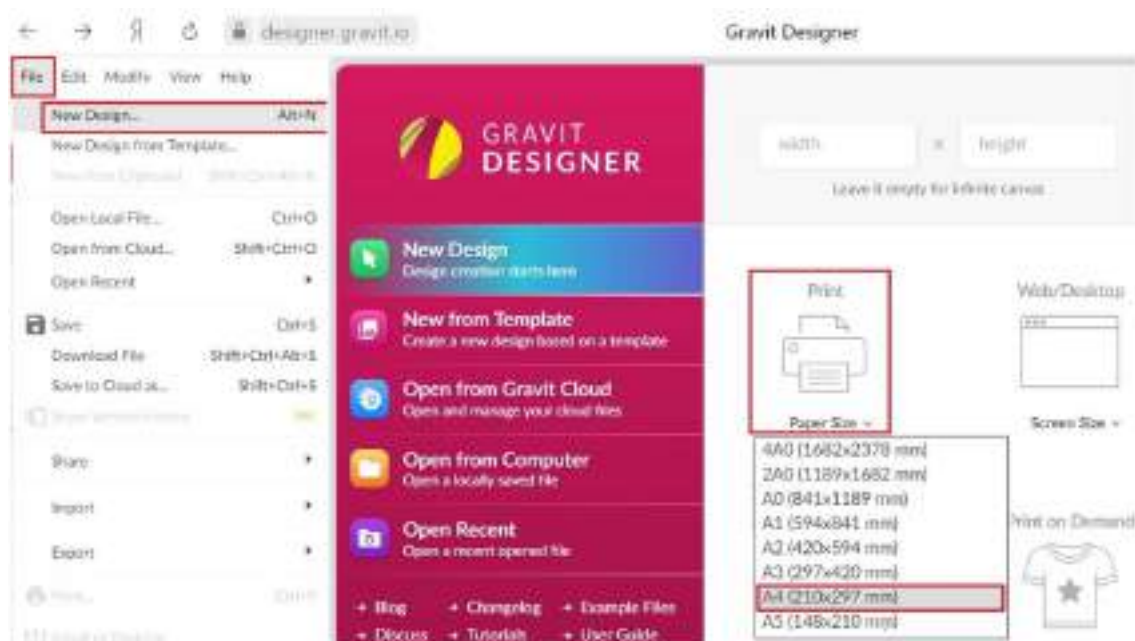 designer.gravit.io
Gravit Designer
File Edit Modify View Help
New Design... Alt+N
New Design from Template...
New from Clipboard Shift+Ctrl+Alt+N
Open Local File... Ctrl+O
Open from Cloud... Shift+Ctrl+O
Open Recent
Save Ctrl+S
Download File Shift+Ctrl+Alt+S
Save to Cloud as... Shift+Ctrl+S
Share
Import
Export
GRAVIT
DESIGNER
New Design
Design creation starts here
New from Template
Create a new design based on a template
Open from Gravit Cloud
Open and manage your cloud files
Open from Computer
Open a locally saved file
Open Recent
Open a recent opened file
+ Blog + Changelog + Example Files
+ Discuss + Tutorials + User Guide
width x height
Leave it empty for infinite canvas
Print
Web/Desktop
Paper Size
Screen Size
4A0 (1682x2378 mm)
2A0 (1189x1682 mm)
A0 (841x1189 mm)
A1 (594x841 mm)
A2 (420x594 mm)
A3 (297x420 mm)
A4 (210x297 mm)
A5 (148x210 mm)
Print on Demand